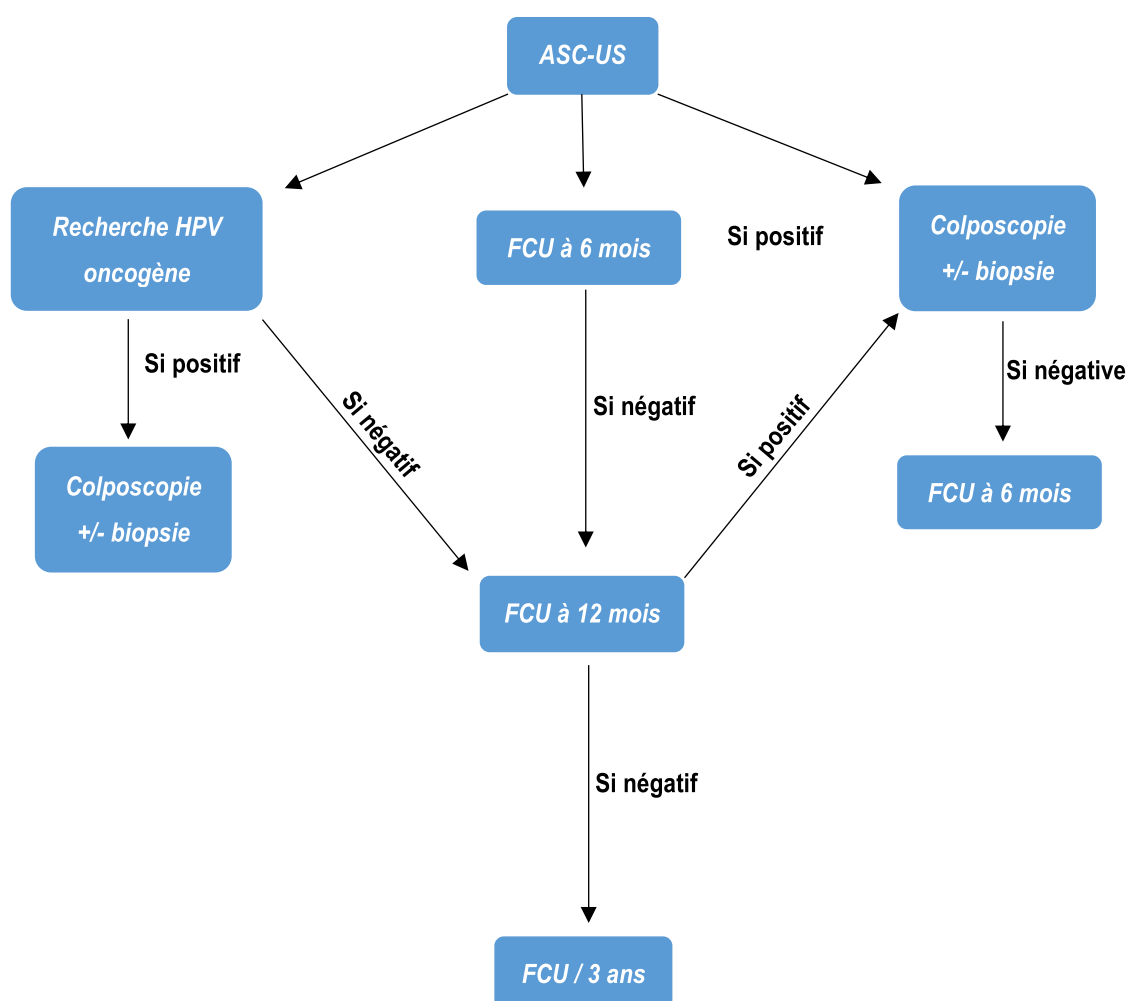 ASC-US
Recherche HPV
oncogène
FCU à 6 mois
Si positif
Colposcopie
+/- biopsie
Si positif
Si négatif
Si négatif
Si positif
Si négative
Colposcopie
+/- biopsie
FCU à 6 mois
FCU à 12 mois
Si négatif
FCU / 3 ans